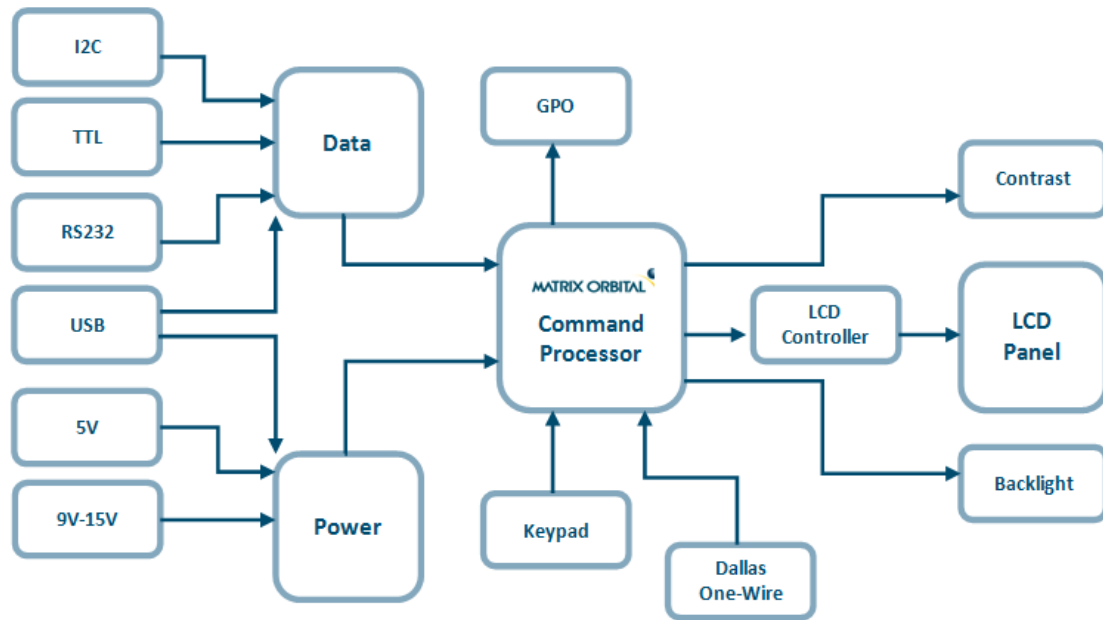 I2C
TTL
RS232
USB
5V
9V-15V
Data
Power
GPO
MATRIX ORBITAL
Command
Processor
Keypad
Dallas
One-Wire
LCD
Controller
Contrast
LCD
Panel
Backlight